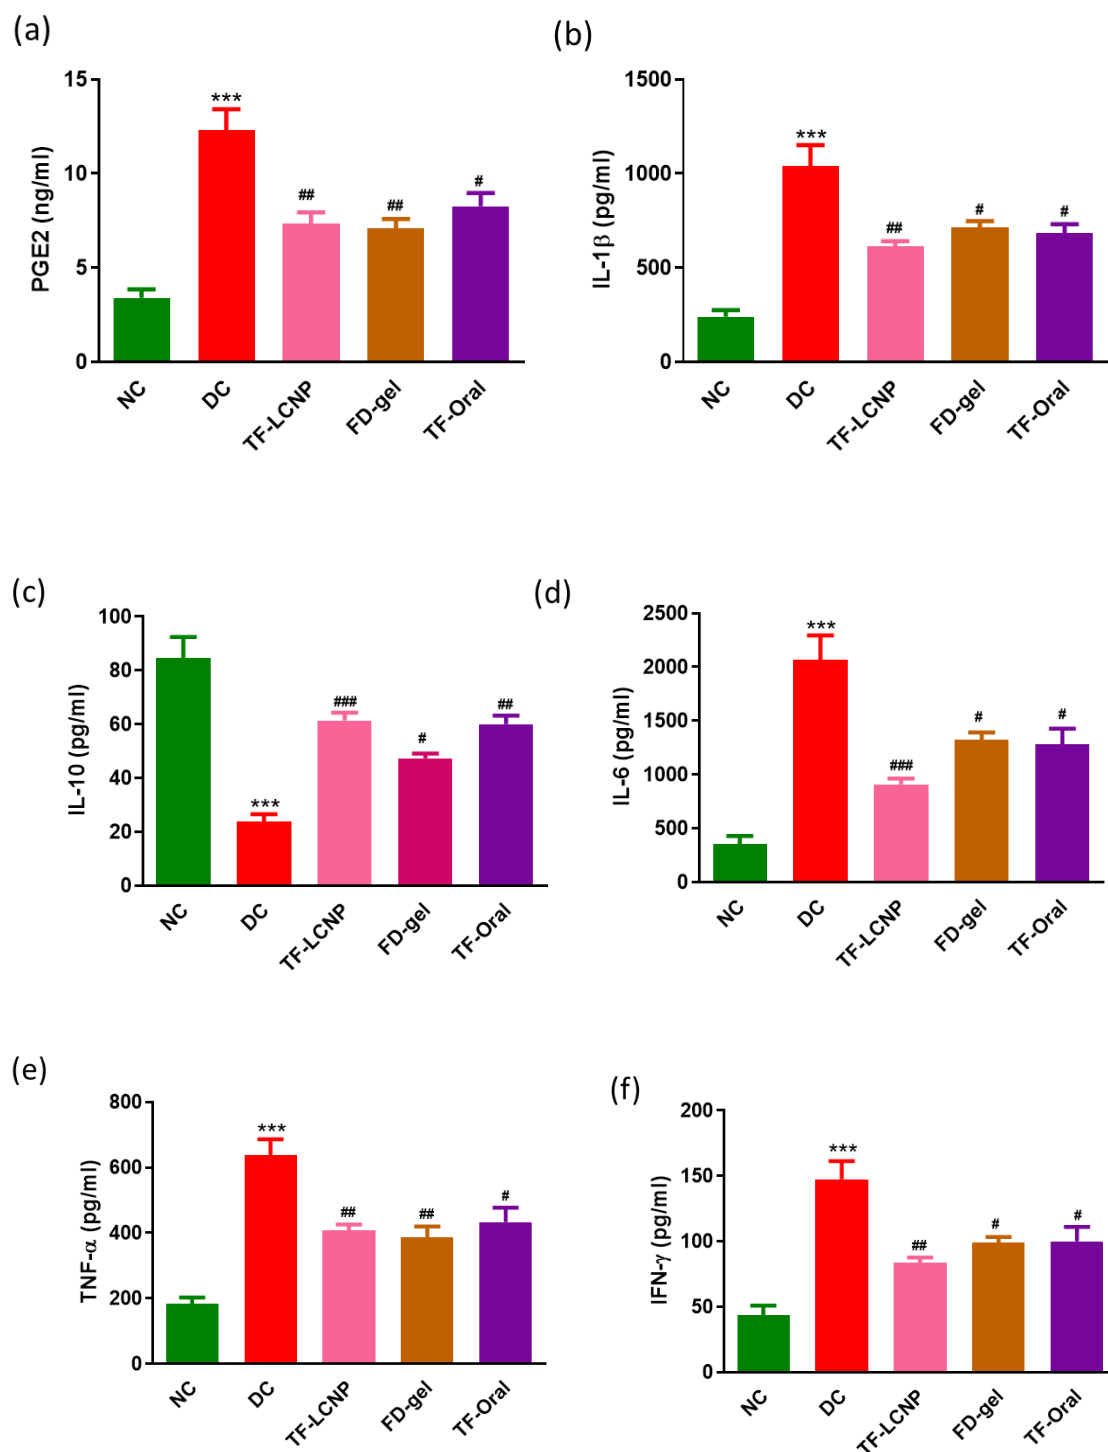 (a)
PGE2 (ng/ml)
15
10
5
0
***
##
##
#
NC
DC
TF-LCNP
FD-gel
TF-Oral
(b)
IL-1β (pg/ml)
1500
1000
500
0
***
##
#
#
NC
DC
TF-LCNP
FD-gel
TF-Oral
(c)
IL-10 (pg/ml)
100
80
60
40
20
0
***
###
#
##
NC
DC
TF-LCNP
FD-gel
TF-Oral
(d)
IL-6 (pg/ml)
2500
2000
1500
1000
500
0
***
###
#
#
NC
DC
TF-LCNP
FD-gel
TF-Oral
(e)
TNF-α (pg/ml)
800
600
400
200
0
***
##
##
#
NC
DC
TF-LCNP
FD-gel
TF-Oral
(f)
IFN-γ (pg/ml)
200
150
100
50
0
***
##
#
#
NC
DC
TF-LCNP
FD-gel
TF-Oral